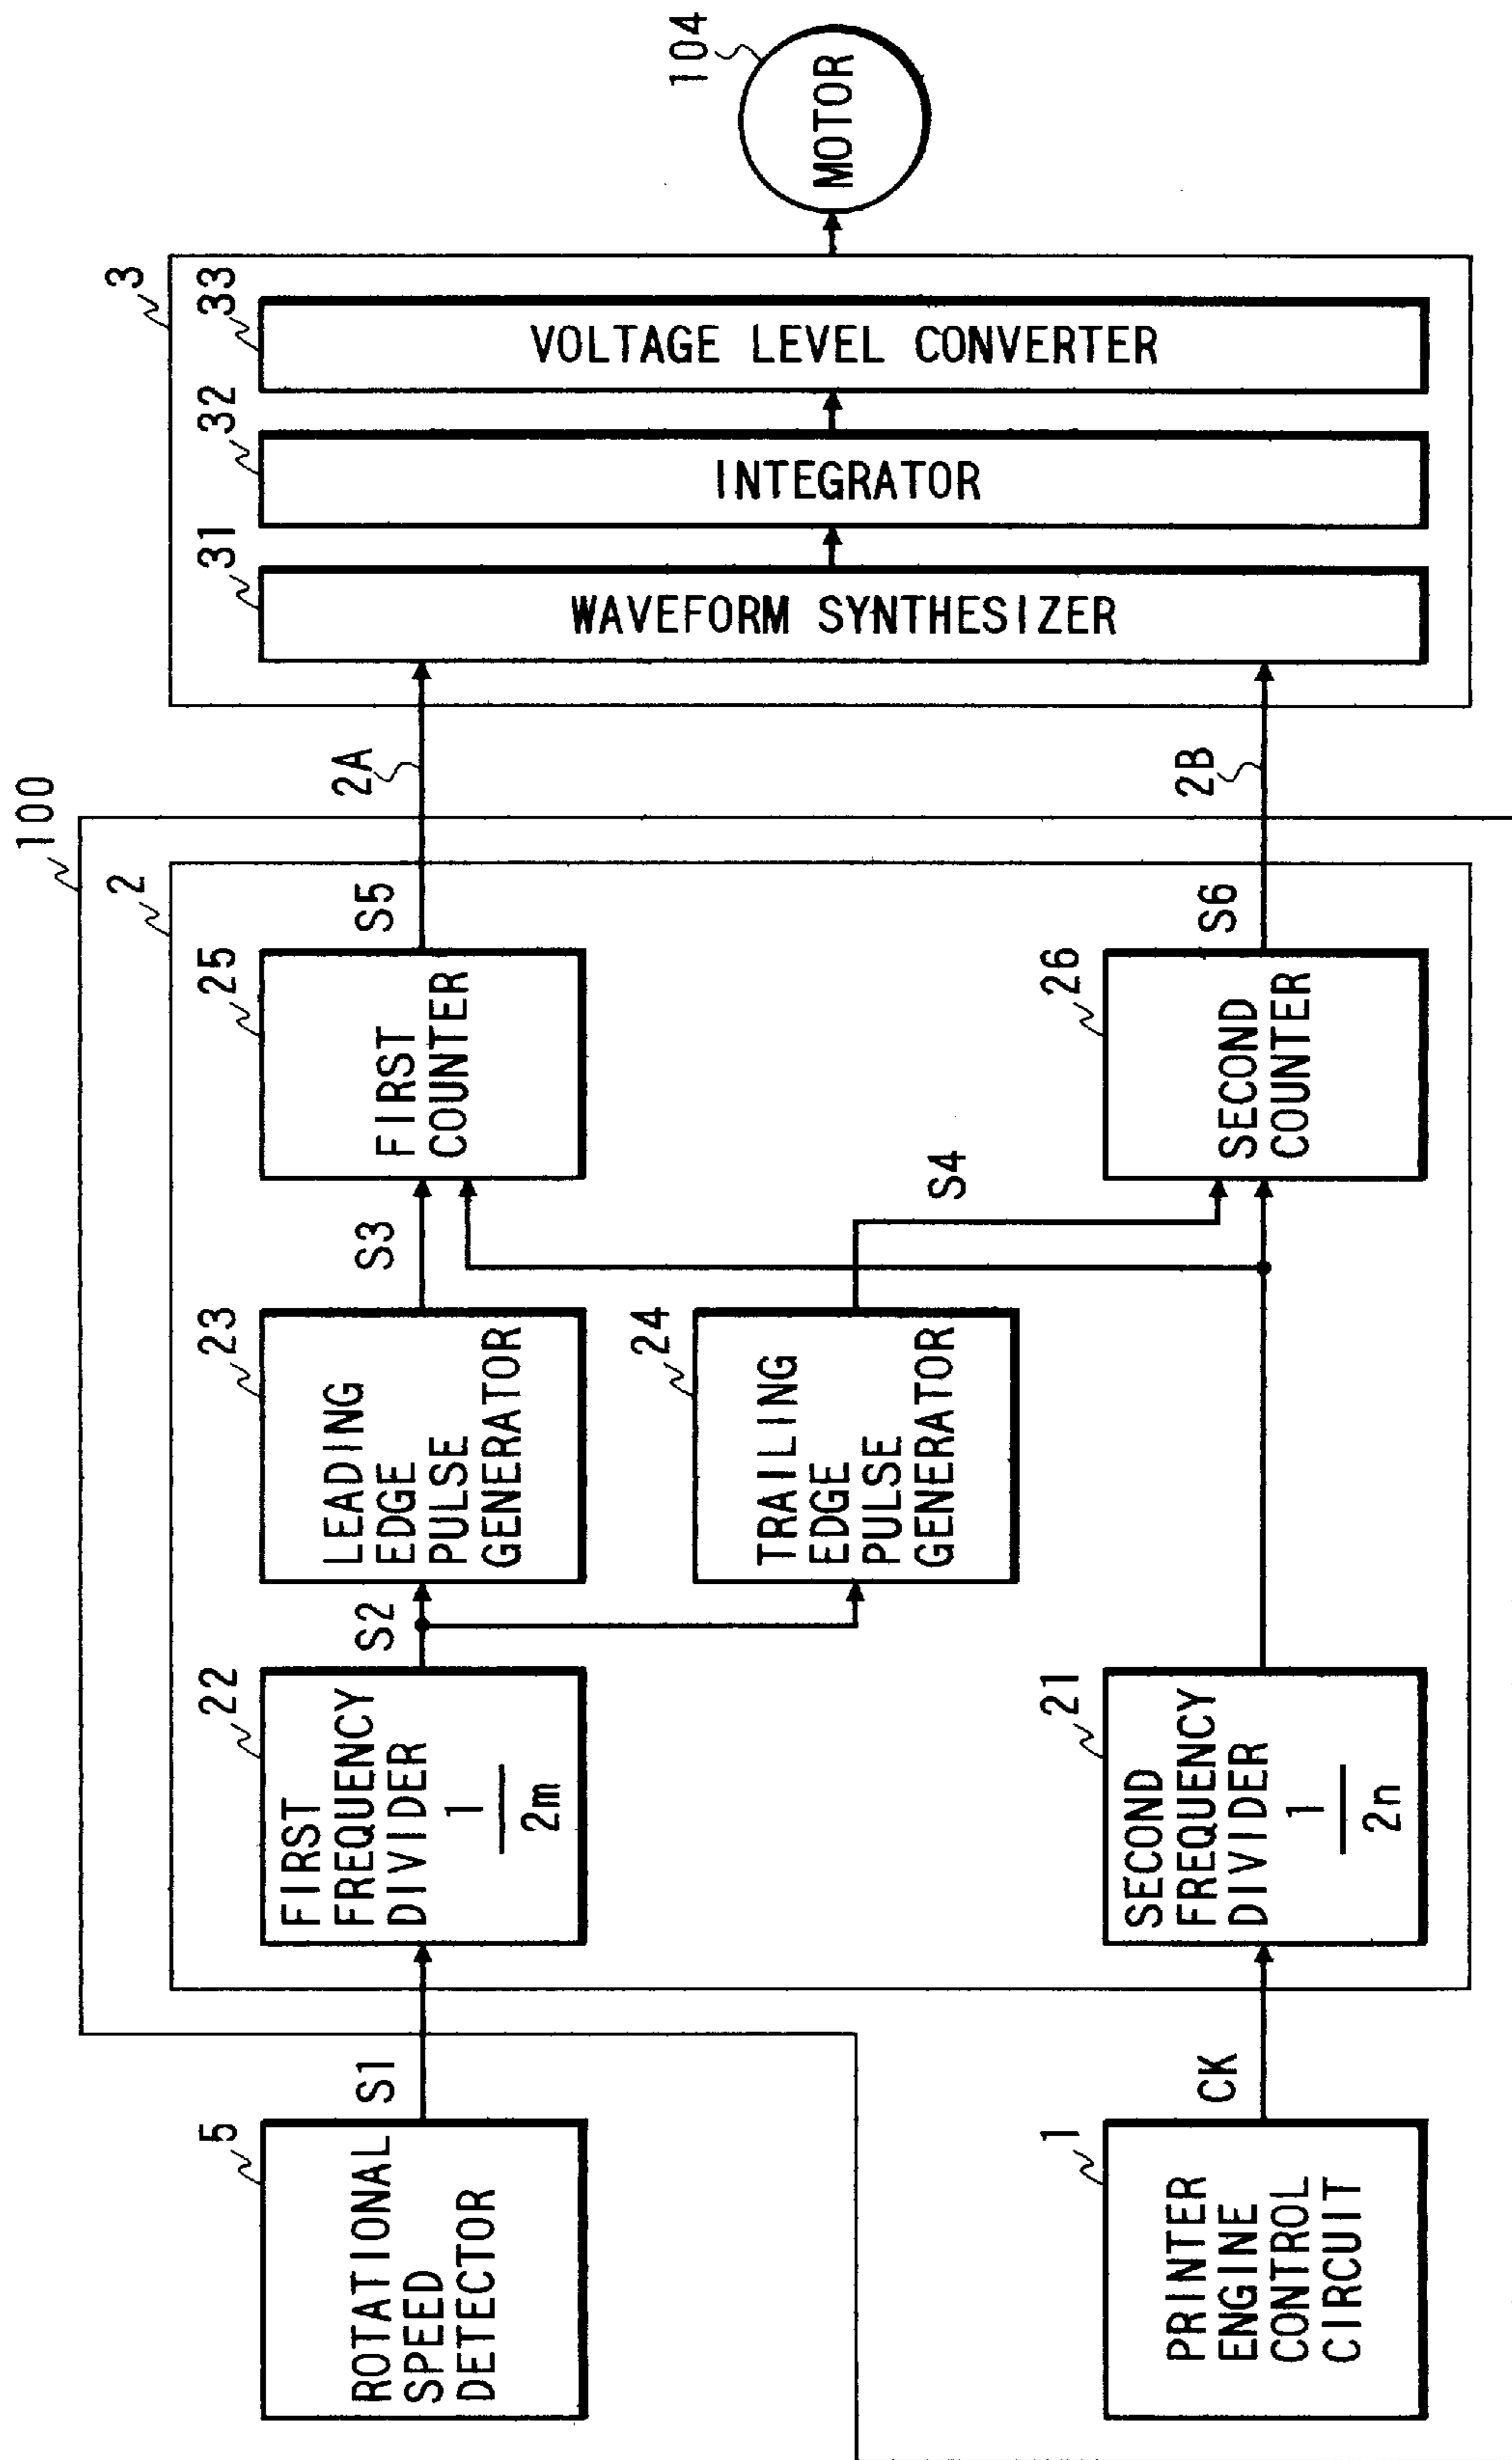 100
2
3
5
ROTATIONAL
SPEED
DETECTOR
S1
22
FIRST
FREQUENCY
DIVIDER
1
2m
S2
23
LEADING
EDGE
PULSE
GENERATOR
S3
25
FIRST
COUNTER
S5
2A
24
TRAILING
EDGE
PULSE
GENERATOR
S4
1
PRINTER
ENGINE
CONTROL
CIRCUIT
CK
21
SECOND
FREQUENCY
DIVIDER
1
2n
26
SECOND
COUNTER
S6
2B
31
WAVEFORM SYNTHESIZER
32
INTEGRATOR
33
VOLTAGE LEVEL CONVERTER
104
MOTOR